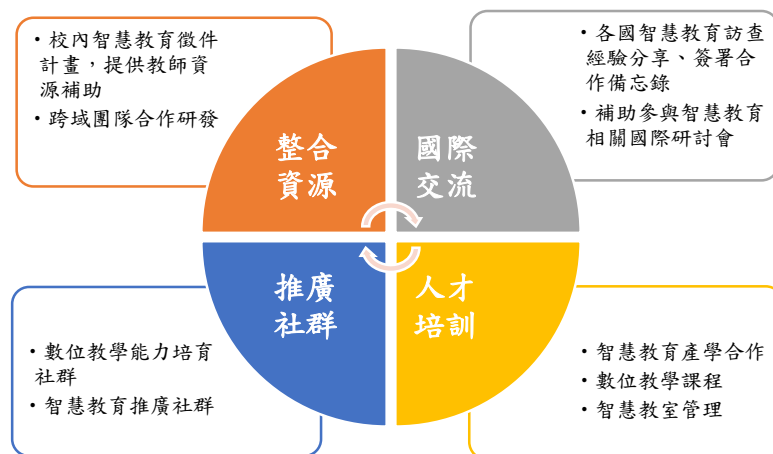 • 校內智慧教育徵件
計畫，提供教師資
源補助
• 跨域團隊合作研發
整合
資源
• 各國智慧教育訪查
經驗分享、簽署合
作備忘錄
• 補助參與智慧教育
相關國際研討會
國際
交流
推廣
社群
• 數位教學能力培育
社群
• 智慧教育推廣社群
人才
培訓
• 智慧教育產學合作
• 數位教學課程
• 智慧教室管理